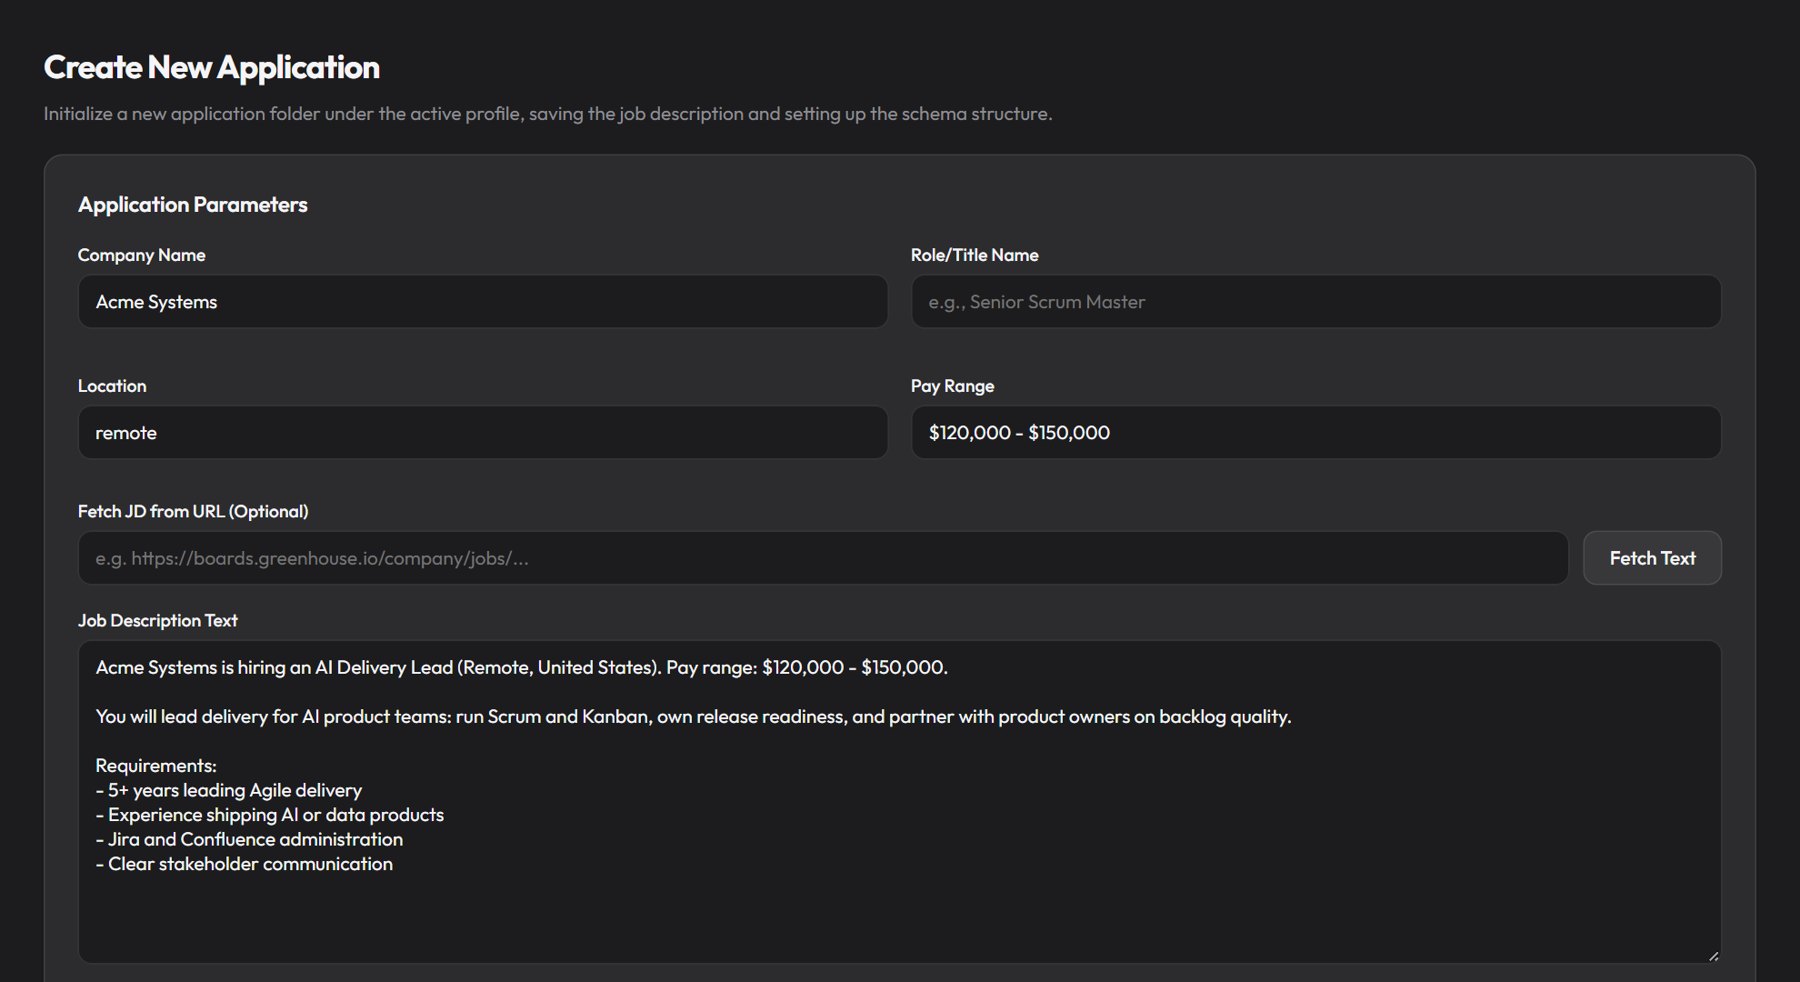 Create New Application
Initialize a new application folder under the active profile, saving the job description and setting up the schema structure.
Application Parameters
Company Name
Role/Title Name
Acme Systems
e.g., Senior Scrum Master
Location
Pay Range
remote
$120,000 - $150,000
Fetch JD from URL (Optional)
e.g. https://boards.greenhouse.io/company/jobs/...
Fetch Text
Job Description Text
Acme Systems is hiring an AI Delivery Lead (Remote, United States). Pay range: $120,000 - $150,000.
You will lead delivery for AI product teams: run Scrum and Kanban, own release readiness, and partner with product owners on backlog quality.
Requirements:
- 5+ years leading Agile delivery
- Experience shipping AI or data products
- Jira and Confluence administration
- Clear stakeholder communication